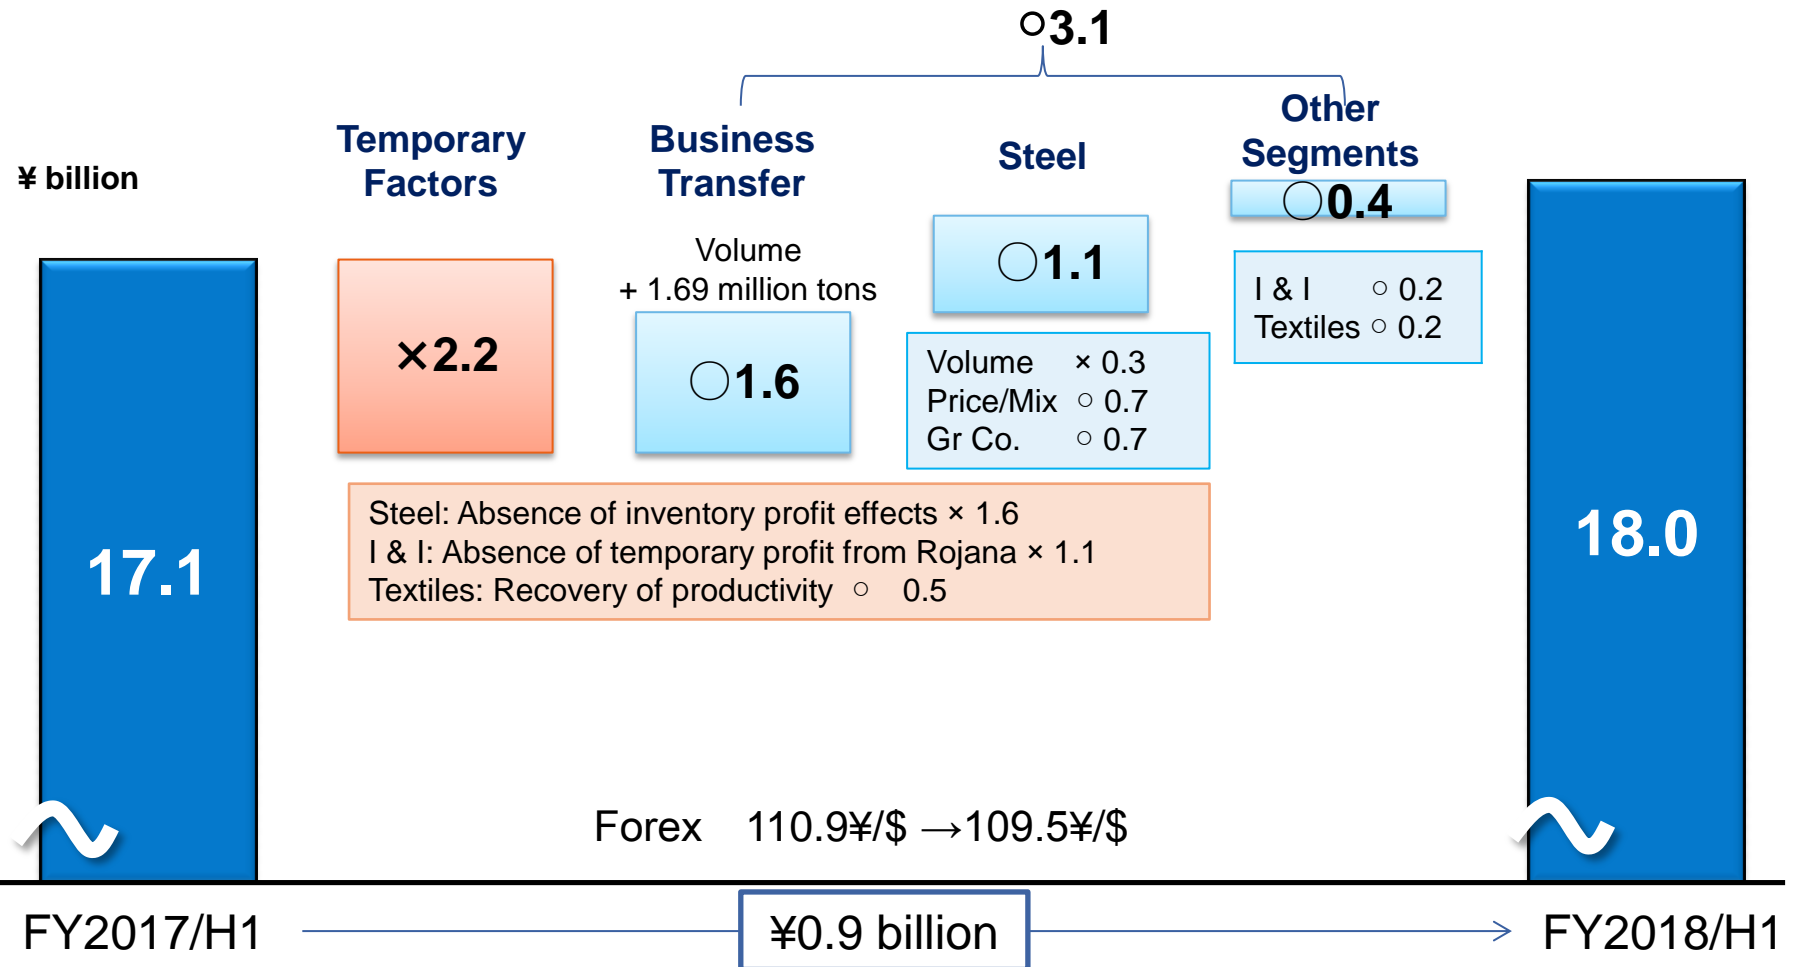 ○3.1
¥ billion
Temporary
Factors
Business
Transfer
Steel
Other
Segments
Volume
+ 1.69 million tons
×2.2
○1.6
○1.1
○0.4
Volume × 0.3
Price/Mix ○ 0.7
Gr Co. ○ 0.7
I & I ○ 0.2
Textiles ○ 0.2
Steel: Absence of inventory profit effects × 1.6
I & I: Absence of temporary profit from Rojana × 1.1
Textiles: Recovery of productivity ○ 0.5
17.1
18.0
Forex 110.9¥/$ →109.5¥/$
FY2017/H1
¥0.9 billion
FY2018/H1